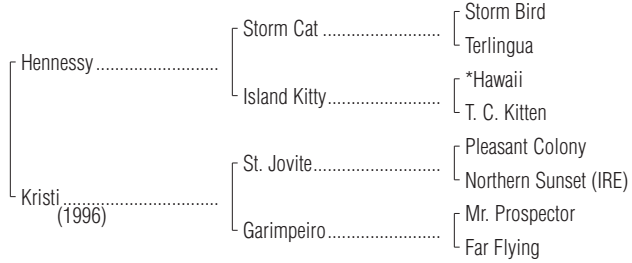 Storm Bird
Storm Cat ........................
Terlingua
Hennessy .........................
*Hawaii
Island Kitty.......................
T. C. Kitten
Pleasant Colony
St. Jovite..........................
Northern Sunset (IRE)
Kristi ................................
(1996)
Mr. Prospector
Garimpeiro .......................
Far Flying